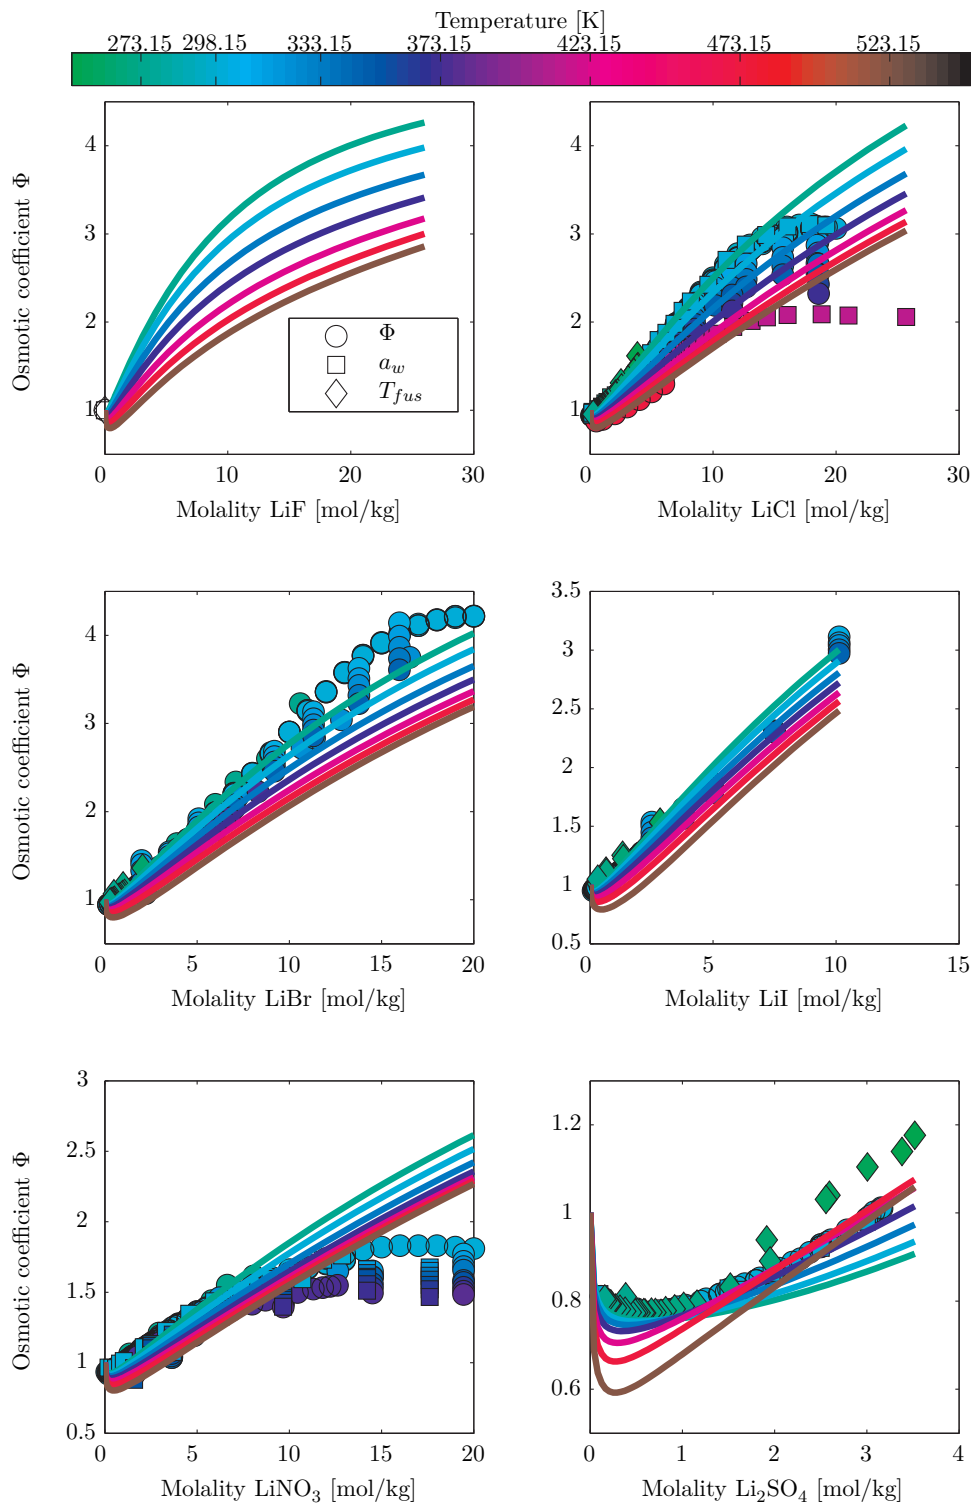 Temperature [K]
273.15 298.15 333.15 373.15 423.15 473.15 523.15
Osmotic coefficient Φ
4
3
2
1
0 10 20 30
Molality LiF [mol/kg]
Φ
a_w
T_fus
4
3
2
1
0 10 20 30
Molality LiCl [mol/kg]
Osmotic coefficient Φ
4
3
2
1
0 5 10 15 20
Molality LiBr [mol/kg]
3.5
3
2.5
2
1.5
1
0.5
0 5 10 15
Molality LiI [mol/kg]
Osmotic coefficient Φ
3
2.5
2
1.5
1
0.5
0 5 10 15 20
Molality LiNO₃ [mol/kg]
1.2
1
0.8
0.6
0 1 2 3 4
Molality Li₂SO₄ [mol/kg]